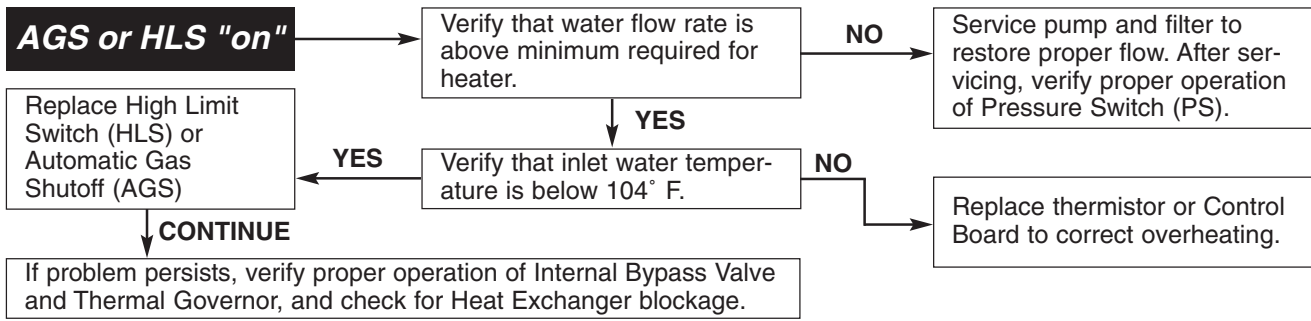 AGS or HLS "on"
Verify that water flow rate is
above minimum required for
heater.
NO
Service pump and filter to
restore proper flow. After ser-
vicing, verify proper operation
of Pressure Switch (PS).
YES
Verify that inlet water temper-
ature is below 104° F.
NO
Replace thermistor or Control
Board to correct overheating.
YES
Replace High Limit
Switch (HLS) or
Automatic Gas
Shutoff (AGS)
CONTINUE
If problem persists, verify proper operation of Internal Bypass Valve
and Thermal Governor, and check for Heat Exchanger blockage.